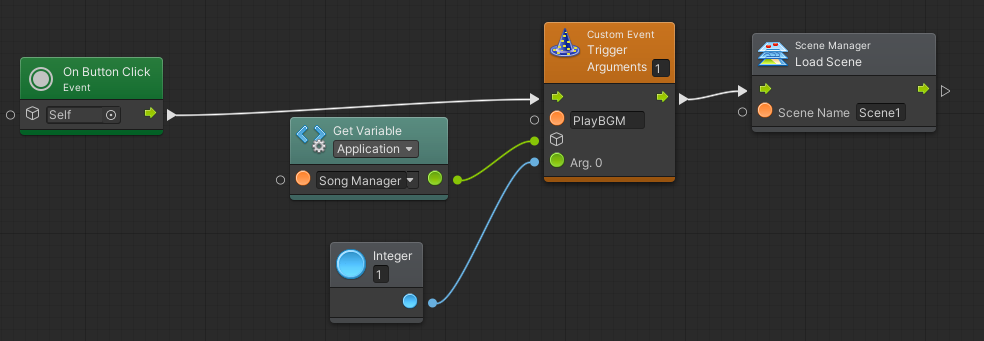 On Button Click
Event
Self
Get Variable
Application
Song Manager
Integer
1
Custom Event
Trigger
Arguments 1
PlayBGM
Arg. 0
Scene Manager
Load Scene
Scene Name Scene1